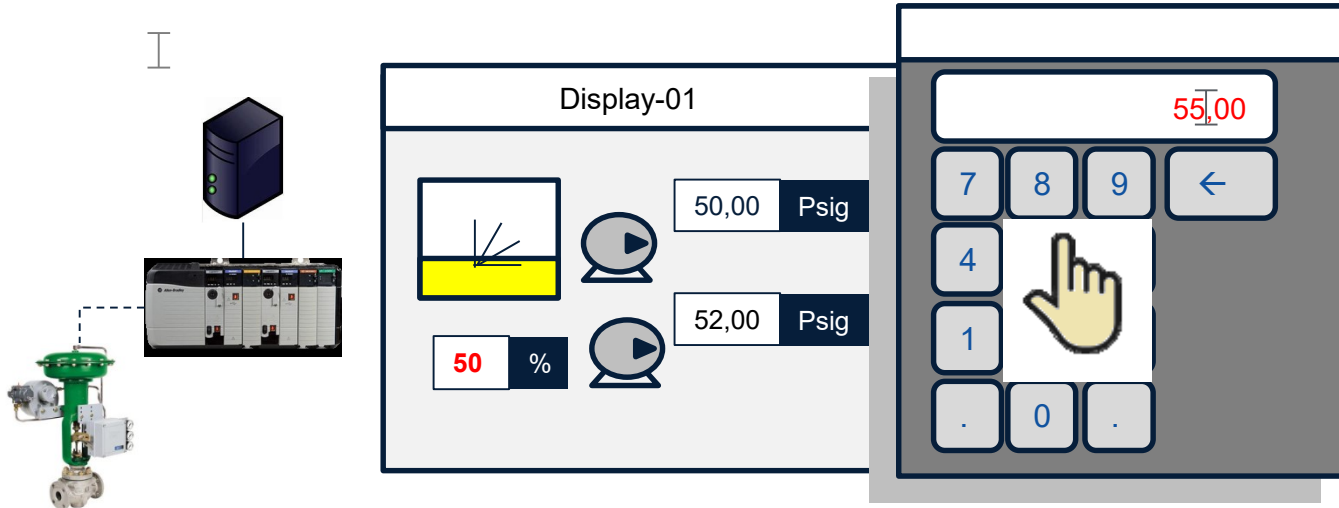 Display-01
50,00 Psig
52,00 Psig
50 %
55,00
7 8 9 ←
4
1
. 0 .